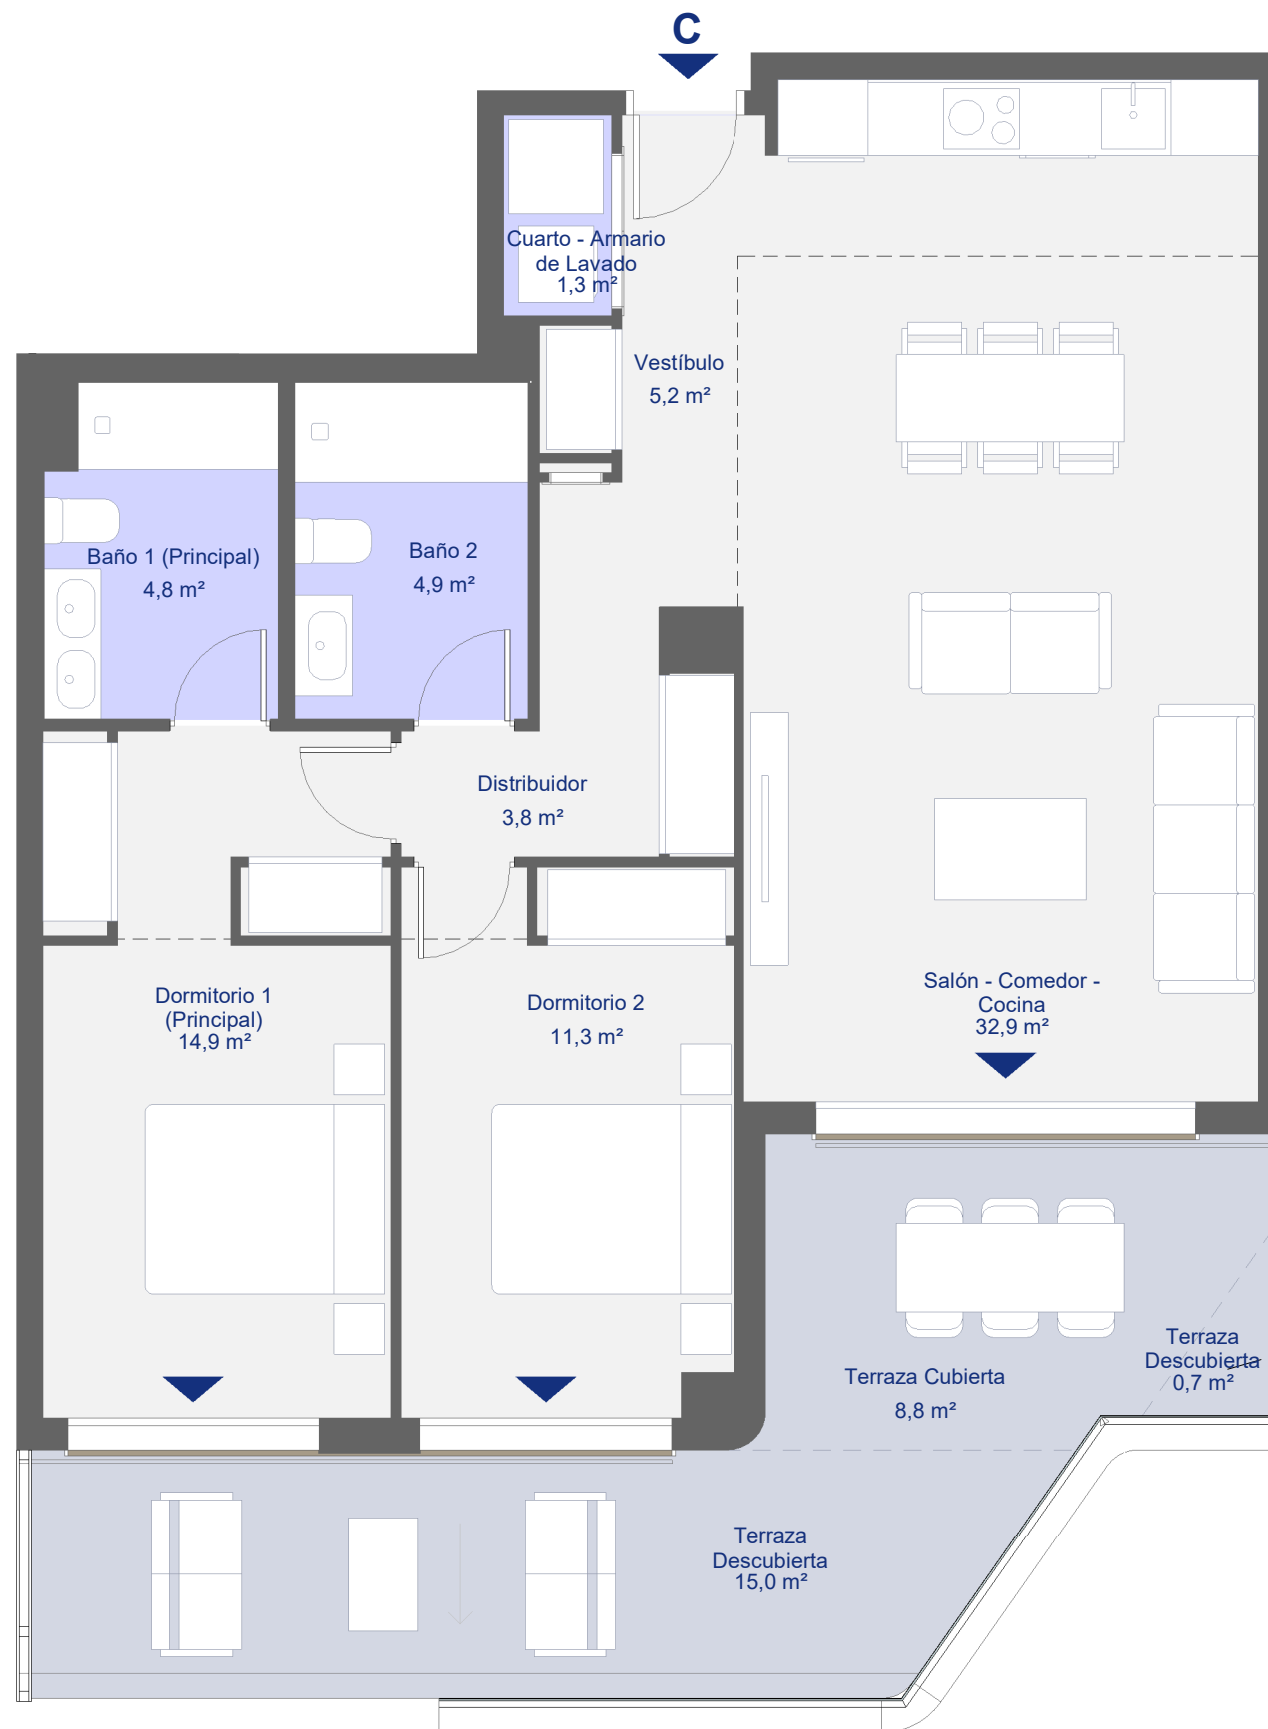 C
Cuarto - Armario
de Lavado
1,3 m²
Vestíbulo
5,2 m²
Baño 1 (Principal)
4,8 m²
Baño 2
4,9 m²
Distribuidor
3,8 m²
Salón - Comedor -
Cocina
32,9 m²
Dormitorio 1
(Principal)
14,9 m²
Dormitorio 2
11,3 m²
Terraza Cubierta
8,8 m²
Terraza
Descubierta
0,7 m²
Terraza
Descubierta
15,0 m²